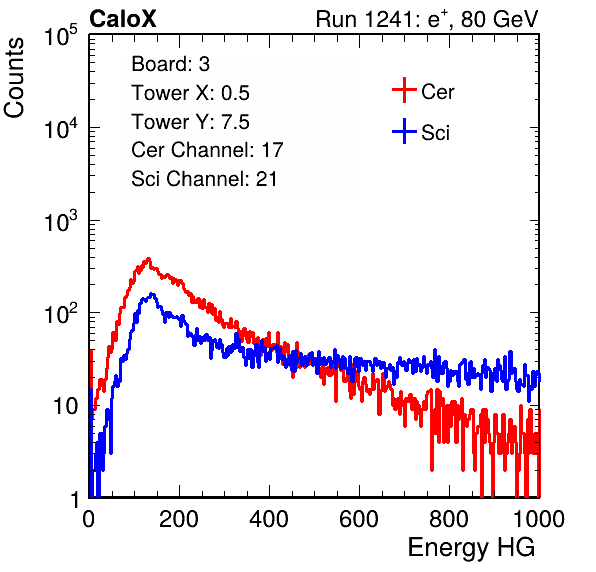 CaloX Run 1241: e⁺, 80 GeV
Counts
Board: 3
Tower X: 0.5
Tower Y: 7.5
Cer Channel: 17
Sci Channel: 21
Cer
Sci
10⁵
10⁴
10³
10²
10
1
0 200 400 600 800 1000
Energy HG